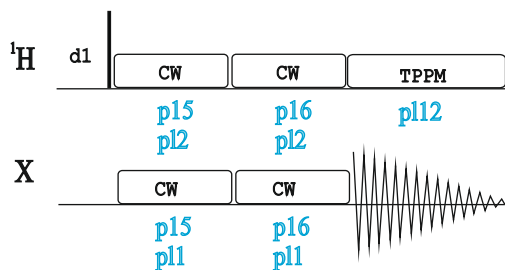 ¹H d1 CW CW TPPM
p15 p16 pl12
pl2 pl2
X CW CW
p15 p16
pl1 pl1